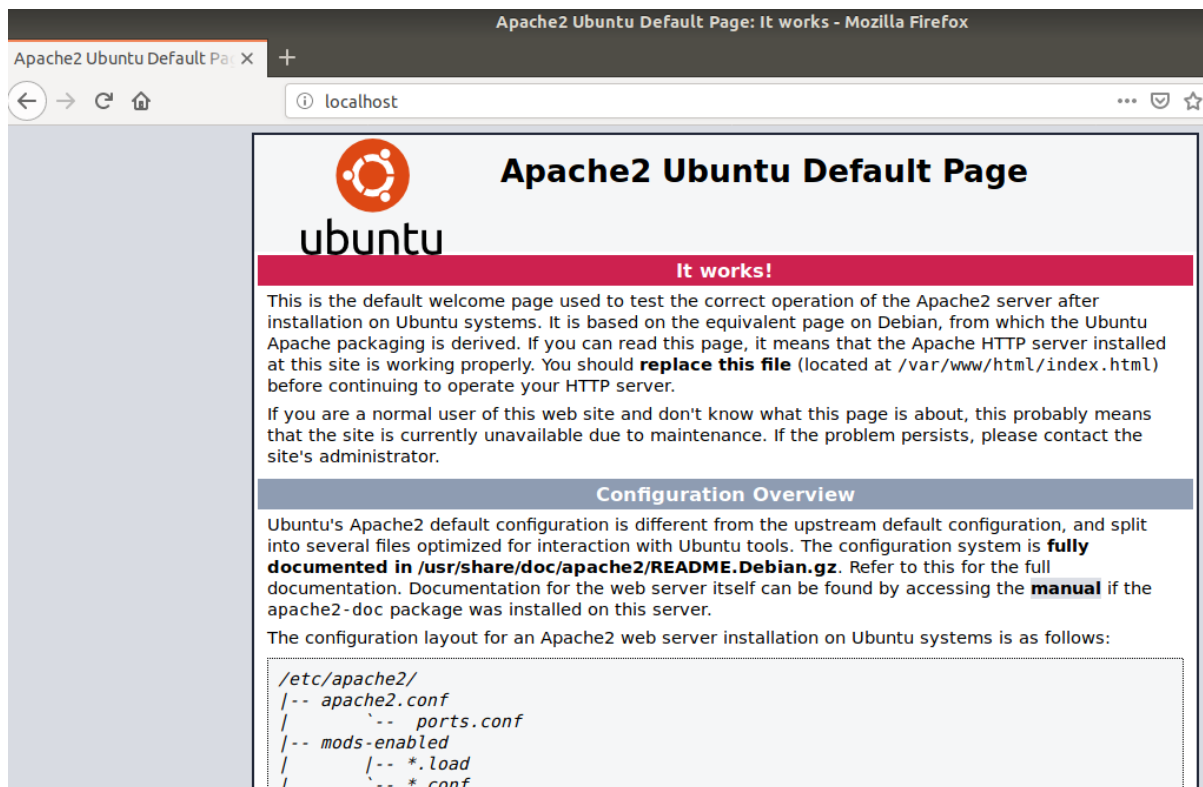 Apache2 Ubuntu Default Page: It works - Mozilla Firefox
Apache2 Ubuntu Default Pa
localhost
ubuntu
Apache2 Ubuntu Default Page
It works!
This is the default welcome page used to test the correct operation of the Apache2 server after
installation on Ubuntu systems. It is based on the equivalent page on Debian, from which the Ubuntu
Apache packaging is derived. If you can read this page, it means that the Apache HTTP server installed
at this site is working properly. You should replace this file (located at /var/www/html/index.html)
before continuing to operate your HTTP server.
If you are a normal user of this web site and don't know what this page is about, this probably means
that the site is currently unavailable due to maintenance. If the problem persists, please contact the
site's administrator.
Configuration Overview
Ubuntu's Apache2 default configuration is different from the upstream default configuration, and split
into several files optimized for interaction with Ubuntu tools. The configuration system is fully
documented in /usr/share/doc/apache2/README.Debian.gz. Refer to this for the full
documentation. Documentation for the web server itself can be found by accessing the manual if the
apache2-doc package was installed on this server.
The configuration layout for an Apache2 web server installation on Ubuntu systems is as follows:
/etc/apache2/
|-- apache2.conf
|       `--  ports.conf
|-- mods-enabled
|       |-- *.load
|       `-- *.conf